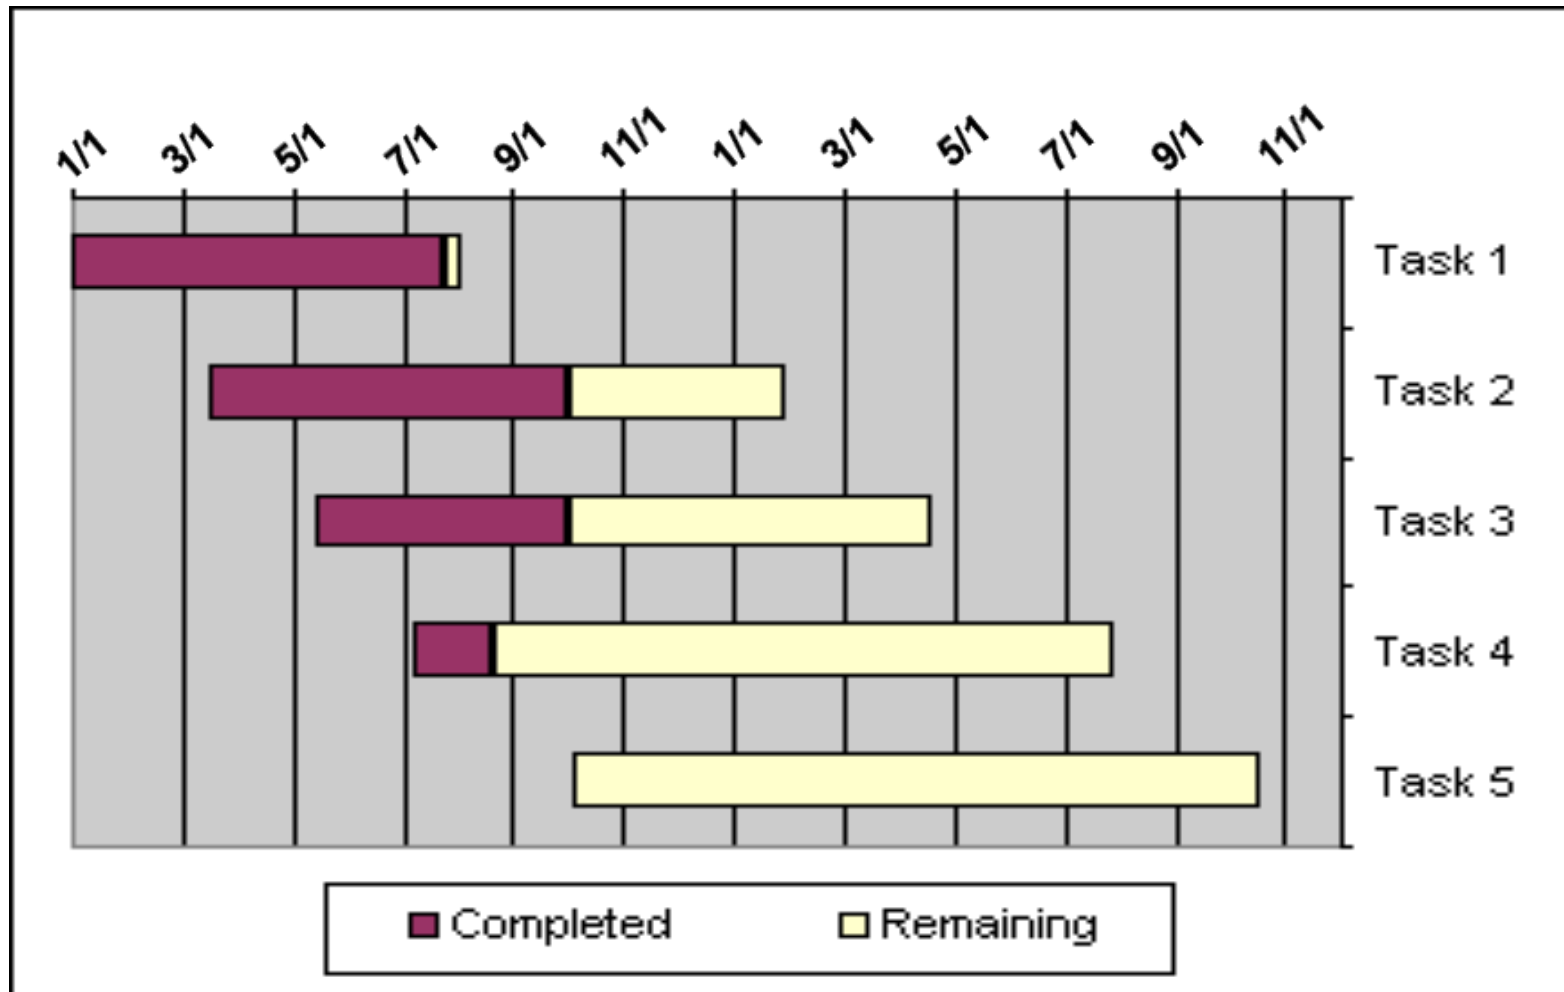 1/1 3/1 5/1 7/1 9/1 11/1 1/1 3/1 5/1 7/1 9/1 11/1
Task 1
Task 2
Task 3
Task 4
Task 5
Completed Remaining